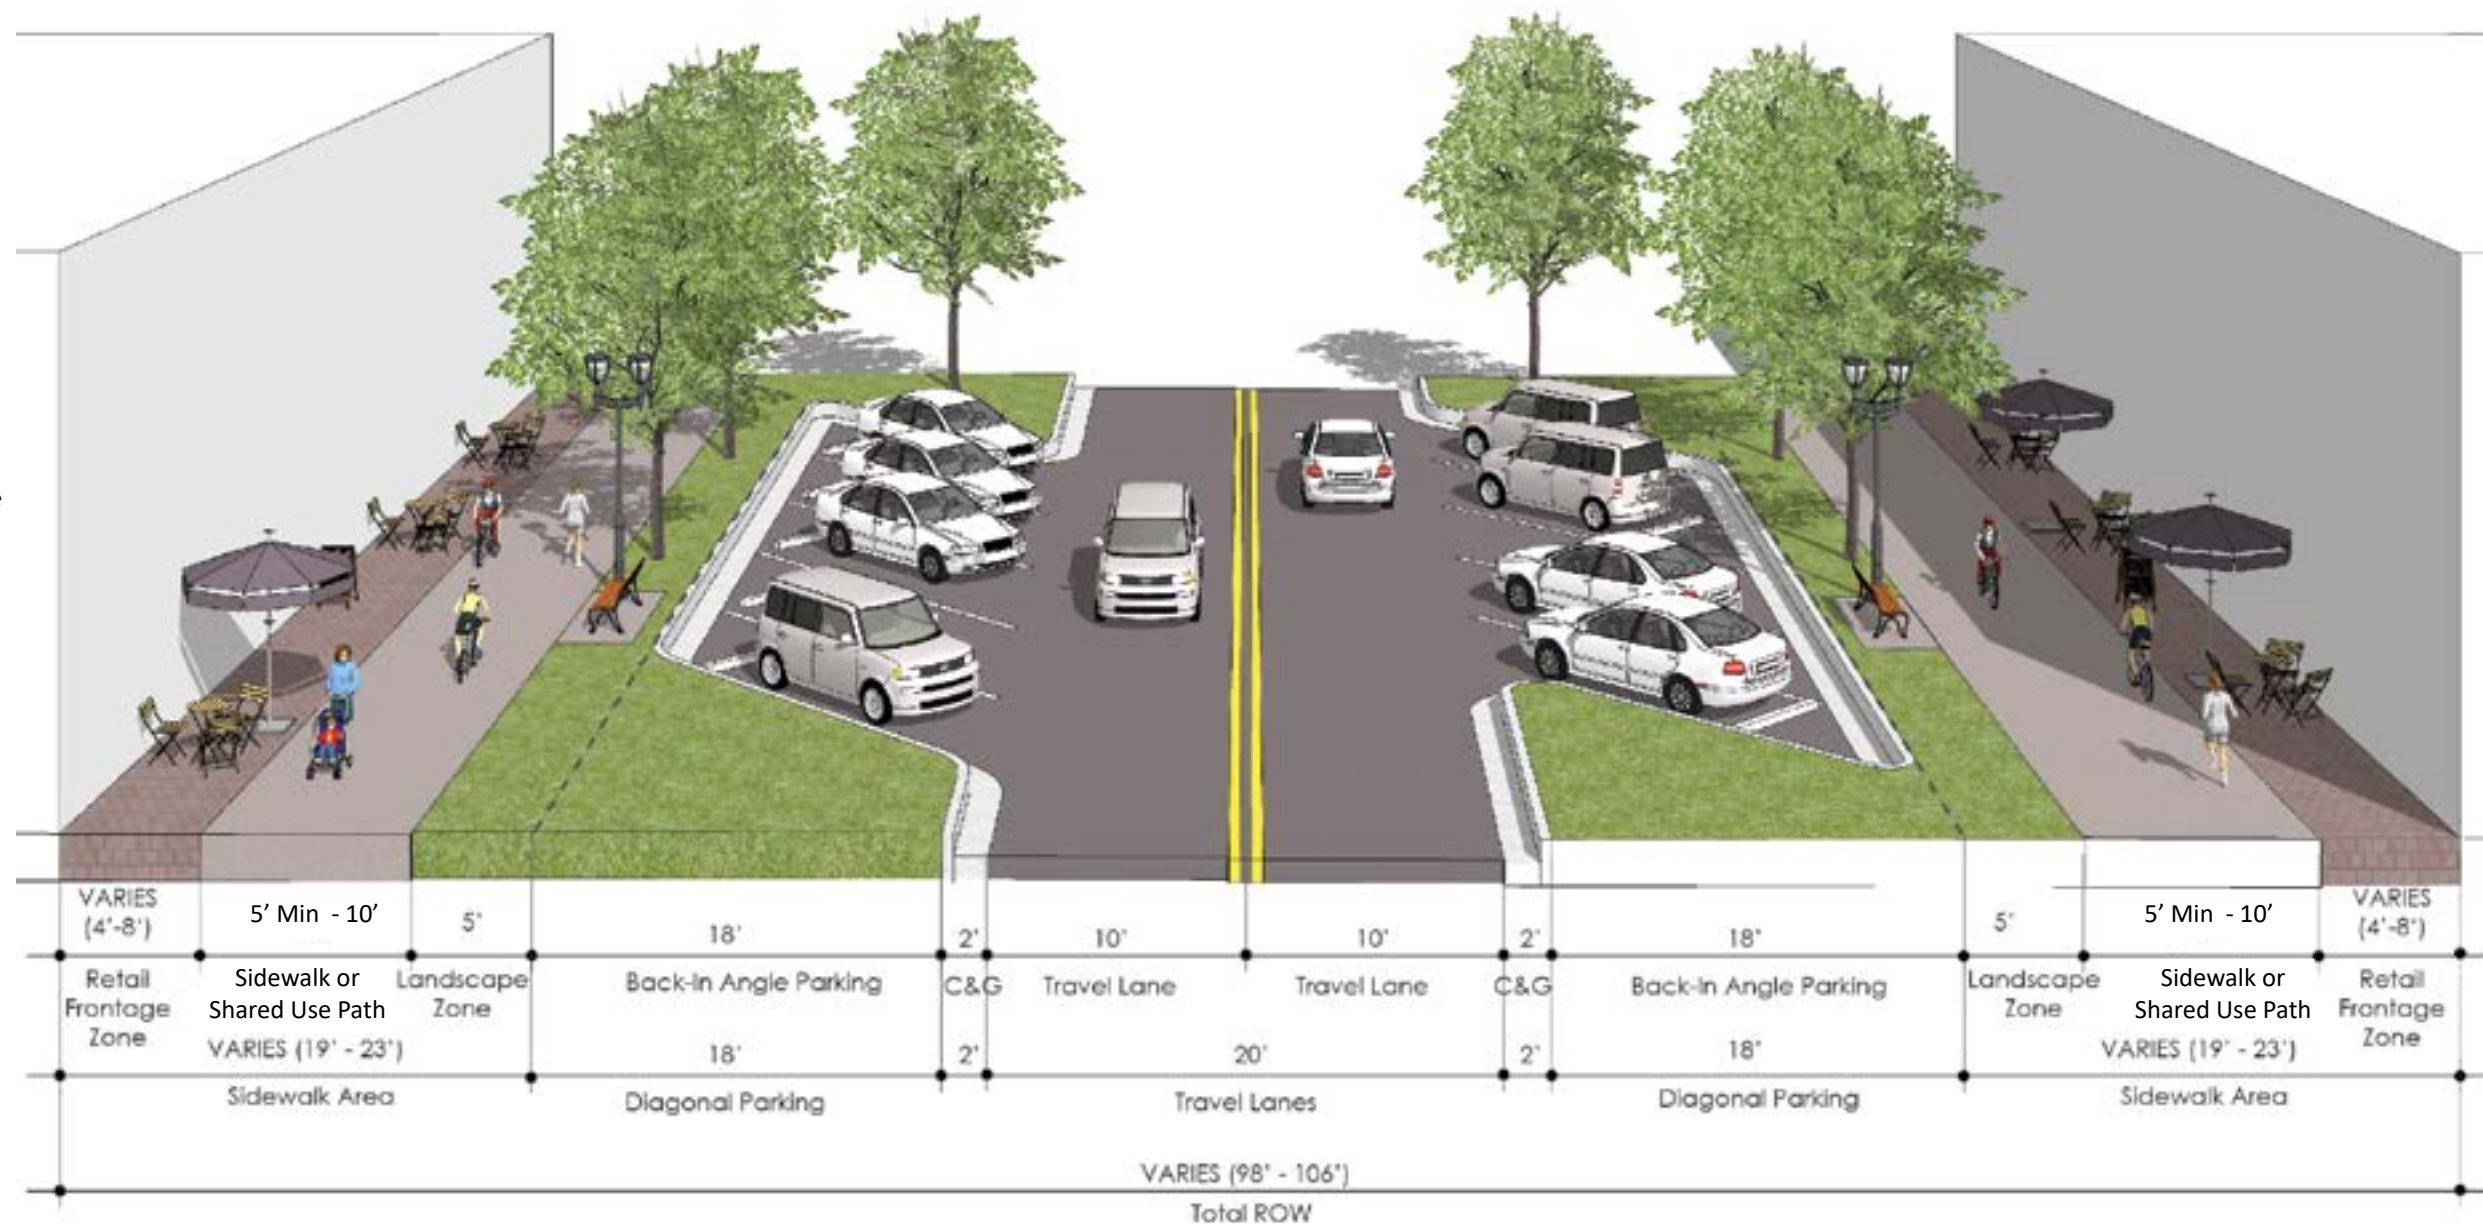 VARIES
(4'-8')
5’ Min - 10’
5'
18'
2'
10'
10'
2'
18'
5'
5’ Min - 10’
VARIES
(4'-8')
Retail
Frontage
Zone
Sidewalk or
Shared Use Path
Landscape
Zone
Back-In Angle Parking
C&G
Travel Lane
Travel Lane
C&G
Back-In Angle Parking
Landscape
Zone
Sidewalk or
Shared Use Path
Retail
Frontage
Zone
VARIES (19' - 23')
18'
2'
20'
2'
18'
VARIES (19' - 23')
Sidewalk Area
Diagonal Parking
Travel Lanes
Diagonal Parking
Sidewalk Area
VARIES (98' - 106')
Total ROW